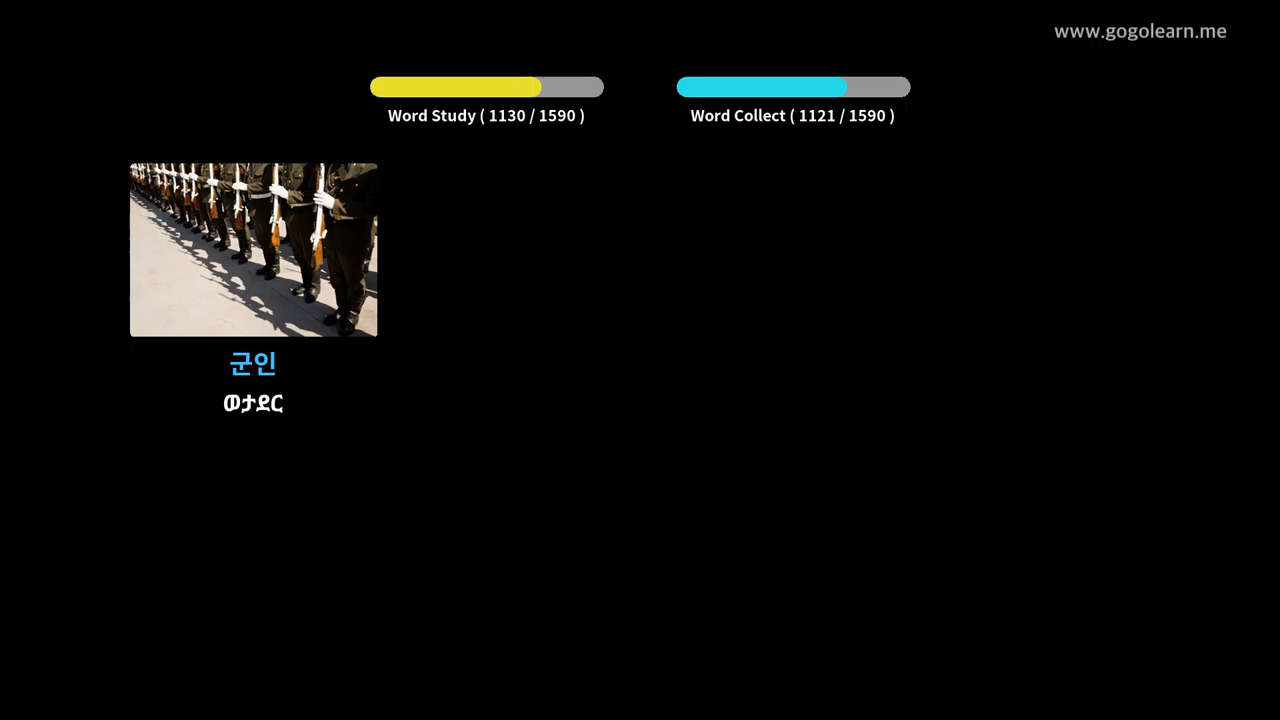 www.gogolearn.me
Word Study ( 1130 / 1590 )
Word Collect ( 1121 / 1590 )
군인
ወታደር